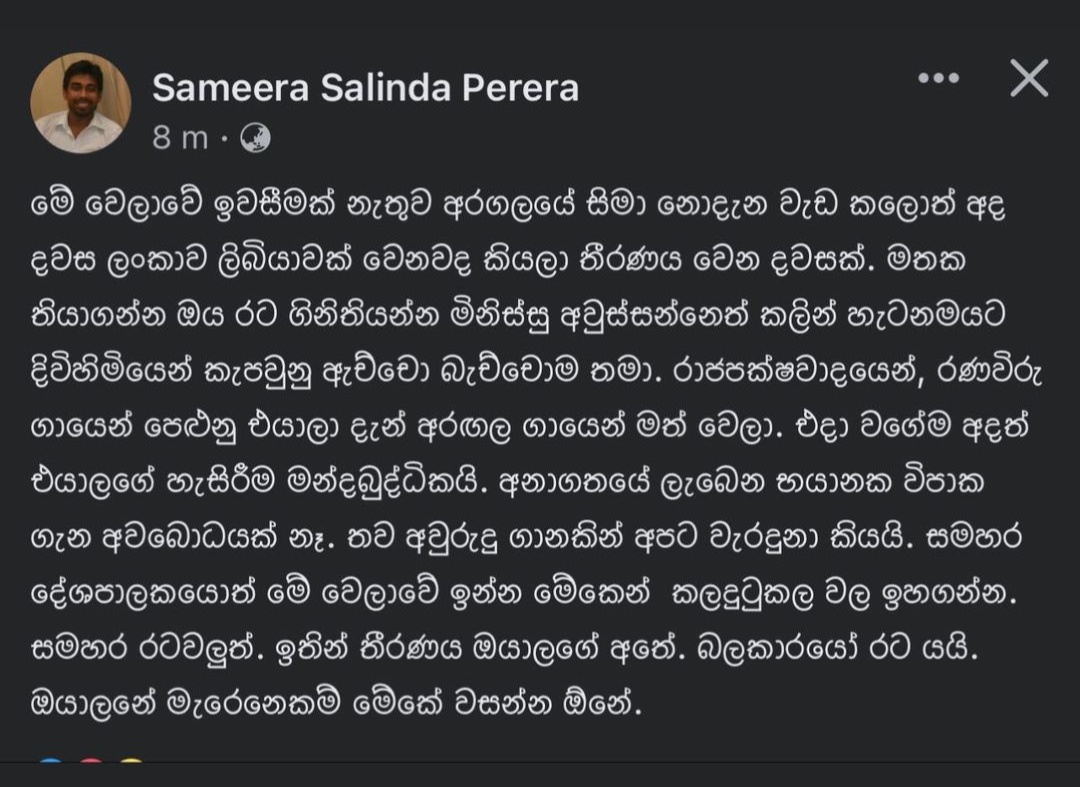 Sameera Salinda Perera
8 m ·
මේ වෙලාවේ ඉවසීමක් නැතුව අරගලයේ සිමා නොදැන වැඩ කලොත් අද
දවස ලංකාව ලිබියාවක් වෙනවද කියලා තීරණය වෙන දවසක්. මතක
තියාගන්න ඔය රට ගිනිතියන්න මිනිස්සු අවුස්සන්නෙත් කලින් හැටනමයට
දිවිහිමියෙන් කැපවුනු ඇච්චො බැච්චොම තමා. රාජපක්ෂවාදයෙන්, රණවිරු
ගායෙන් පෙළුනු එයාලා දැන් අරඟල ගායෙන් මත් වෙලා. එදා වගේම අදත්
එයාලගේ හැසිරීම මන්දබුද්ධිකයි. අනාගතයේ ලැබෙන භයානක විපාක
ගැන අවබොධයක් නෑ. තව අවුරුදු ගානකින් අපට වැරදුනා කියයි. සමහර
දේශපාලකයොත් මේ වෙලාවේ ඉන්න මේකෙන් කලදුටුකල වල ඉහගන්න.
සමහර රටවලුත්. ඉතින් තීරණය ඔයාලගේ අතේ. බලකාරයෝ රට යයි.
ඔයාලනේ මැරෙනෙකම් මේකේ වසන්න ඕනේ.